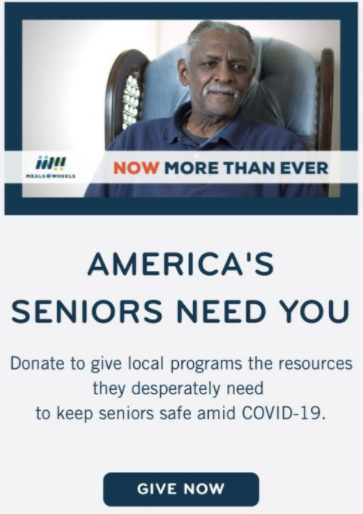 MEALS ON WHEELS
NOW MORE THAN EVER
AMERICA'S
SENIORS NEED YOU
Donate to give local programs the resources
they desperately need
to keep seniors safe amid COVID-19.
GIVE NOW